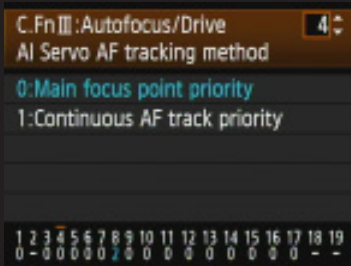 C.Fn III :Autofocus/Drive 4
AI Servo AF tracking method
0:Main focus point priority
1:Continuous AF track priority
1 2 3 4 5 6 7 8 9 10 11 12 13 14 15 16 17 18 19
0 - 0 0 0 0 0 2 0 0 0 0 0 0 0 0 0 - -